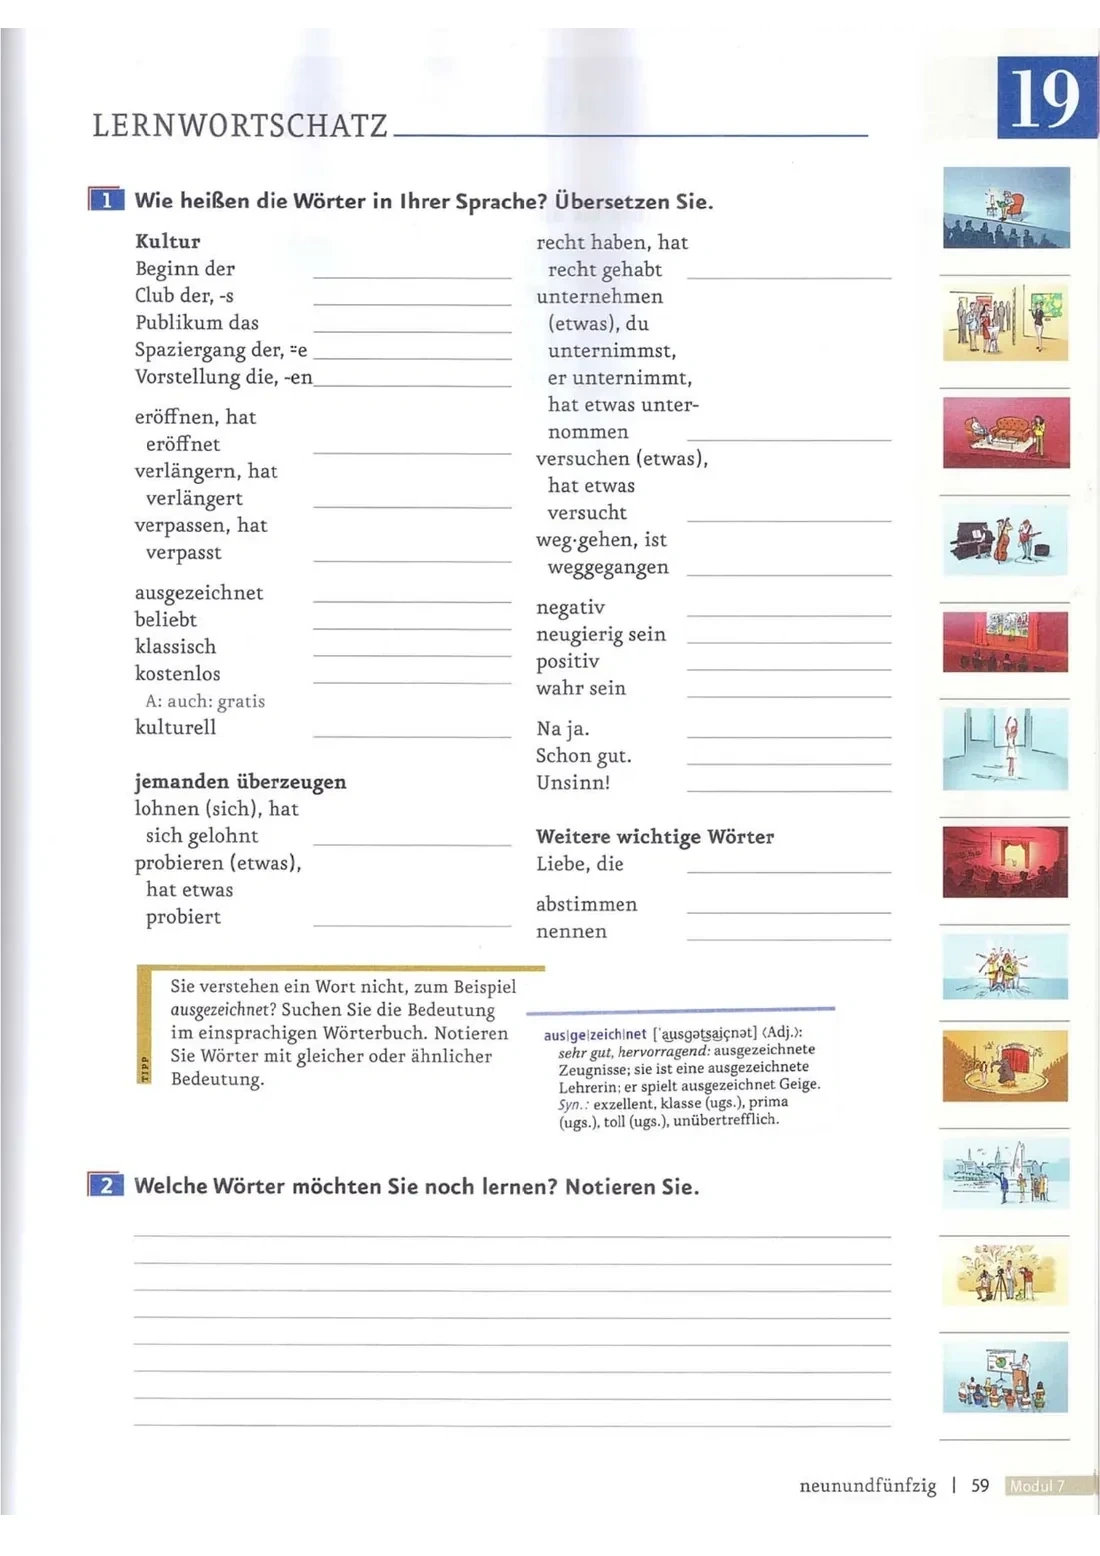 19
LERNWORTSCHATZ
1 Wie heißen die Wörter in Ihrer Sprache? Übersetzen Sie.
Kultur
Beginn der
Club der, -s
Publikum das
Spaziergang der, ⸚e
Vorstellung die, -en
eröffnen, hat
eröffnet
verlängern, hat
verlängert
verpassen, hat
verpasst
ausgezeichnet
beliebt
klassisch
kostenlos
A: auch: gratis
kulturell
jemanden überzeugen
lohnen (sich), hat
sich gelohnt
probieren (etwas),
hat etwas
probiert
recht haben, hat
recht gehabt
unternehmen
(etwas), du
unternimmst,
er unternimmt,
hat etwas unter-
nommen
versuchen (etwas),
hat etwas
versucht
weg·gehen, ist
weggegangen
negativ
neugierig sein
positiv
wahr sein
Na ja.
Schon gut.
Unsinn!
Weitere wichtige Wörter
Liebe, die
abstimmen
nennen
TIPP
Sie verstehen ein Wort nicht, zum Beispiel
ausgezeichnet? Suchen Sie die Bedeutung
im einsprachigen Wörterbuch. Notieren
Sie Wörter mit gleicher oder ähnlicher
Bedeutung.
aus|ge|zeich|net [ˈau̯sɡətsai̯çnət] ⟨Adj.⟩:
sehr gut, hervorragend: ausgezeichnete
Zeugnisse; sie ist eine ausgezeichnete
Lehrerin; er spielt ausgezeichnet Geige.
Syn.: exzellent, klasse (ugs.), prima
(ugs.), toll (ugs.), unübertrefflich.
2 Welche Wörter möchten Sie noch lernen? Notieren Sie.
neunundfünfzig | 59 Modul 7